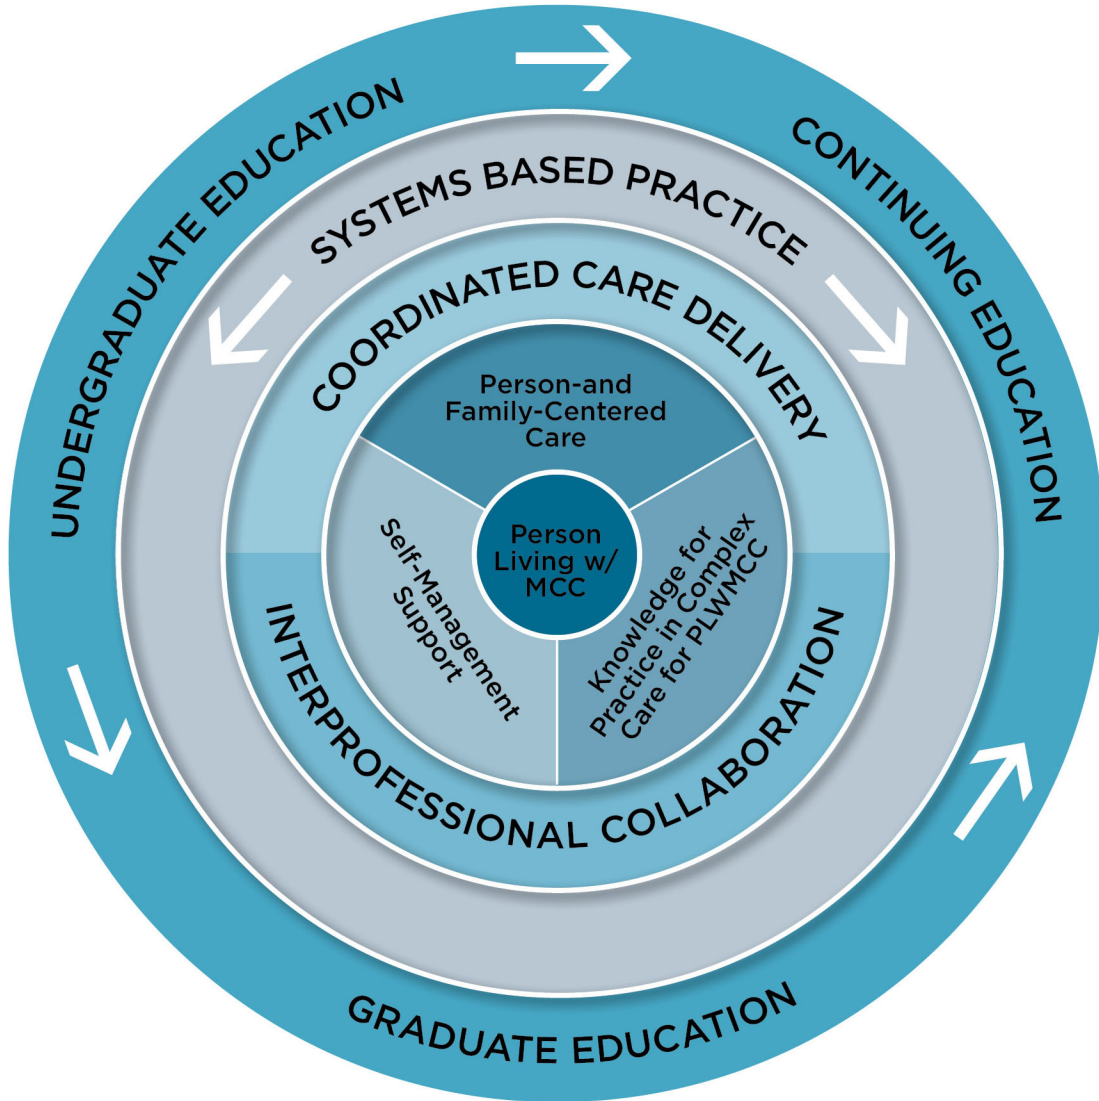 UNDERGRADUATE EDUCATION
CONTINUING EDUCATION
GRADUATE EDUCATION
SYSTEMS BASED PRACTICE
COORDINATED CARE DELIVERY
INTERPROFESSIONAL COLLABORATION
Person-and
Family-Centered
Care
Self-Management
Support
Knowledge for
Practice in Complex
Care for PLWMCC
Person
Living w/
MCC